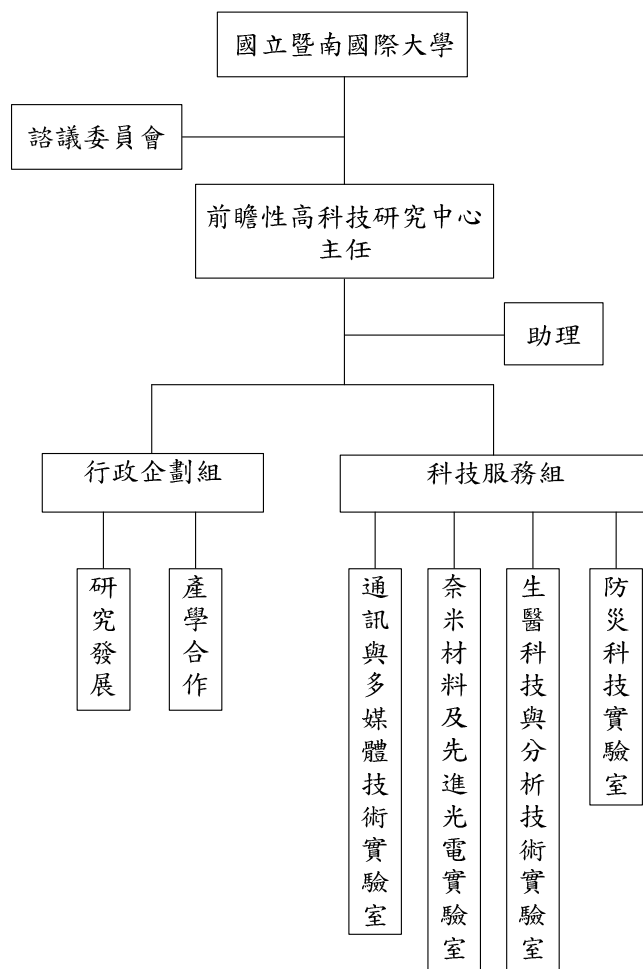 國立暨南國際大學
諮議委員會
前瞻性高科技研究中心
主任
助理
行政企劃組
科技服務組
研究發展
產學合作
通訊與多媒體技術實驗室
奈米材料及先進光電實驗室
生醫科技與分析技術實驗室
防災科技實驗室